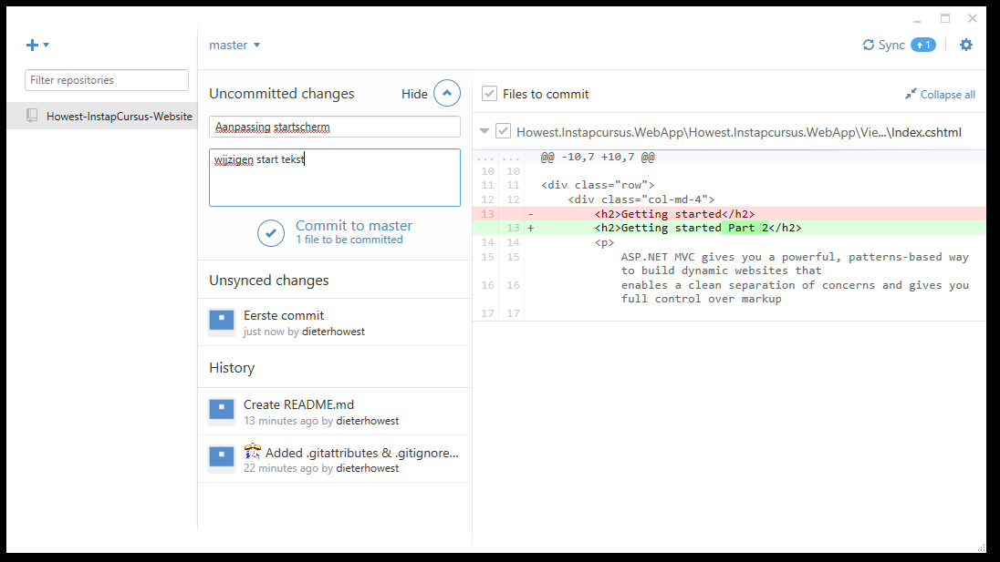 master
Sync 1
Filter repositories
Howest-InstapCursus-Website
Uncommitted changes
Hide
Aanpassing startscherm
wijzigen start tekst
Commit to master
1 file to be committed
Unsynced changes
Eerste commit
just now by dieterhowest
History
Create README.md
13 minutes ago by dieterhowest
Added .gitattributes & .gitignore...
22 minutes ago by dieterhowest
Files to commit
Collapse all
Howest.Instapcursus.WebApp\Howest.Instapcursus.WebApp\Vie...\Index.cshtml
... ... @@ -10,7 +10,7 @@
10 10
11 11 <div class="row">
12 12 <div class="col-md-4">
13 - <h2>Getting started</h2>
13 + <h2>Getting started Part 2</h2>
14 14 <p>
15 15 ASP.NET MVC gives you a powerful, patterns-based way
to build dynamic websites that
16 16 enables a clean separation of concerns and gives you
full control over markup
17 17